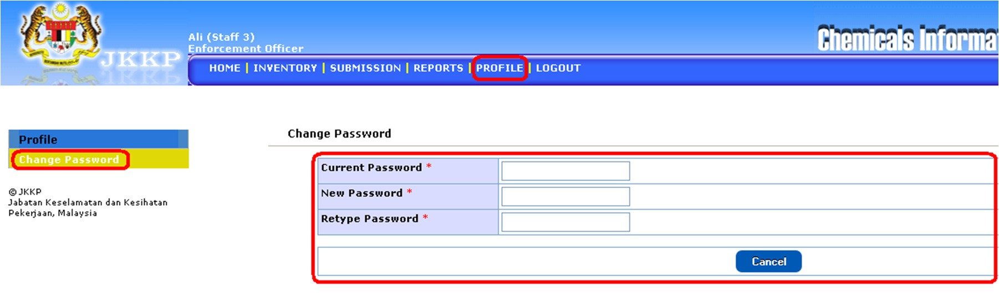 JKKP
Ali (Staff 3)
Enforcement Officer
Chemicals Informa
HOME | INVENTORY | SUBMISSION | REPORTS | PROFILE | LOGOUT
Profile
Change Password
© JKKP
Jabatan Keselamatan dan Kesihatan
Pekerjaan, Malaysia
Change Password
Current Password *
New Password *
Retype Password *
Cancel